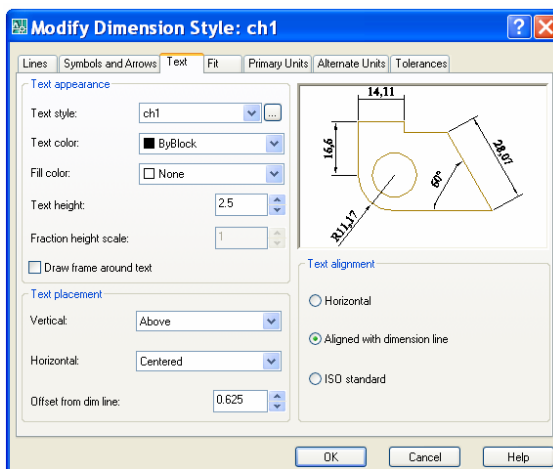 Modify Dimension Style: ch1
Lines Symbols and Arrows Text Fit Primary Units Alternate Units Tolerances
Text appearance
Text style: ch1 ...
Text color: ByBlock
Fill color: None
Text height: 2.5
Fraction height scale: 1
Draw frame around text
Text placement
Vertical: Above
Horizontal: Centered
Offset from dim line: 0.625
14,11
16,6
28,07
60°
R11,17
Text alignment
Horizontal
Aligned with dimension line
ISO standard
OK Cancel Help